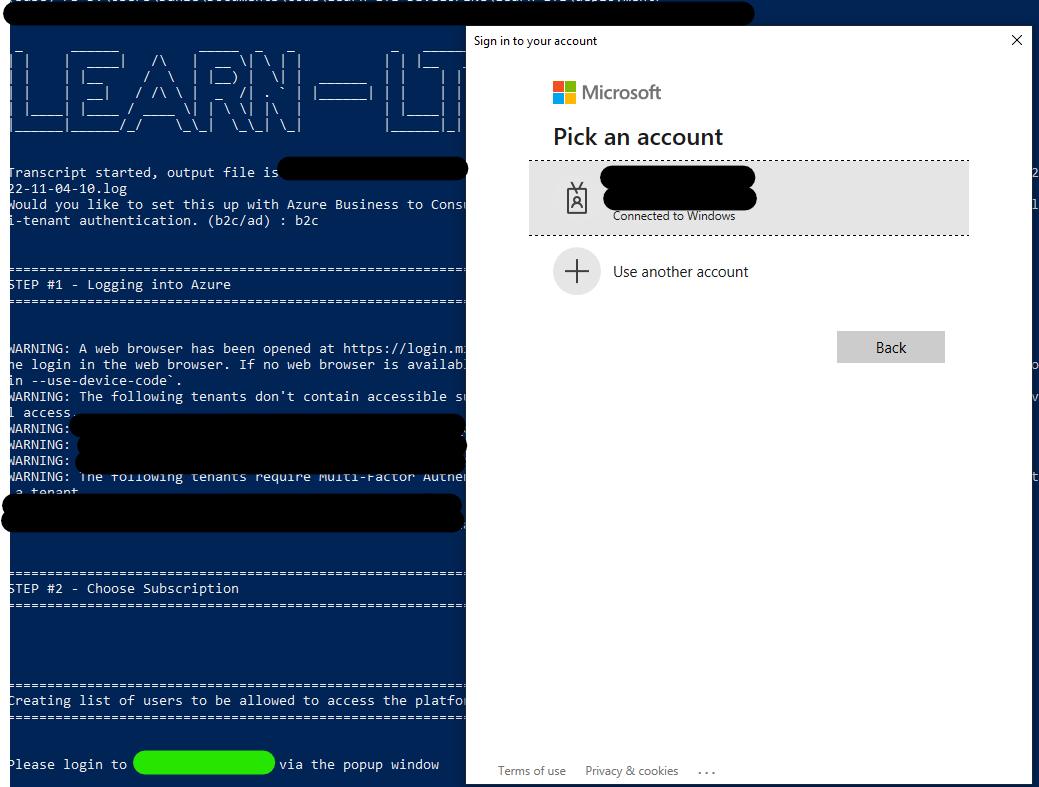 LEARN-LT
Transcript started, output file is
22-11-04-10.log
Would you like to set this up with Azure Business to Consu
i-tenant authentication. (b2c/ad) : b2c
STEP #1 - Logging into Azure
WARNING: A web browser has been opened at https://login.mi
he login in the web browser. If no web browser is availabl
in --use-device-code`.
WARNING: The following tenants don't contain accessible su
l access.
WARNING:
WARNING:
WARNING:
WARNING: The following tenants require Multi-Factor Authen
a tenant
STEP #2 - Choose Subscription
Creating list of users to be allowed to access the platfor
Please login to via the popup window
Sign in to your account
Microsoft
Pick an account
Connected to Windows
Use another account
Back
Terms of use Privacy & cookies ...